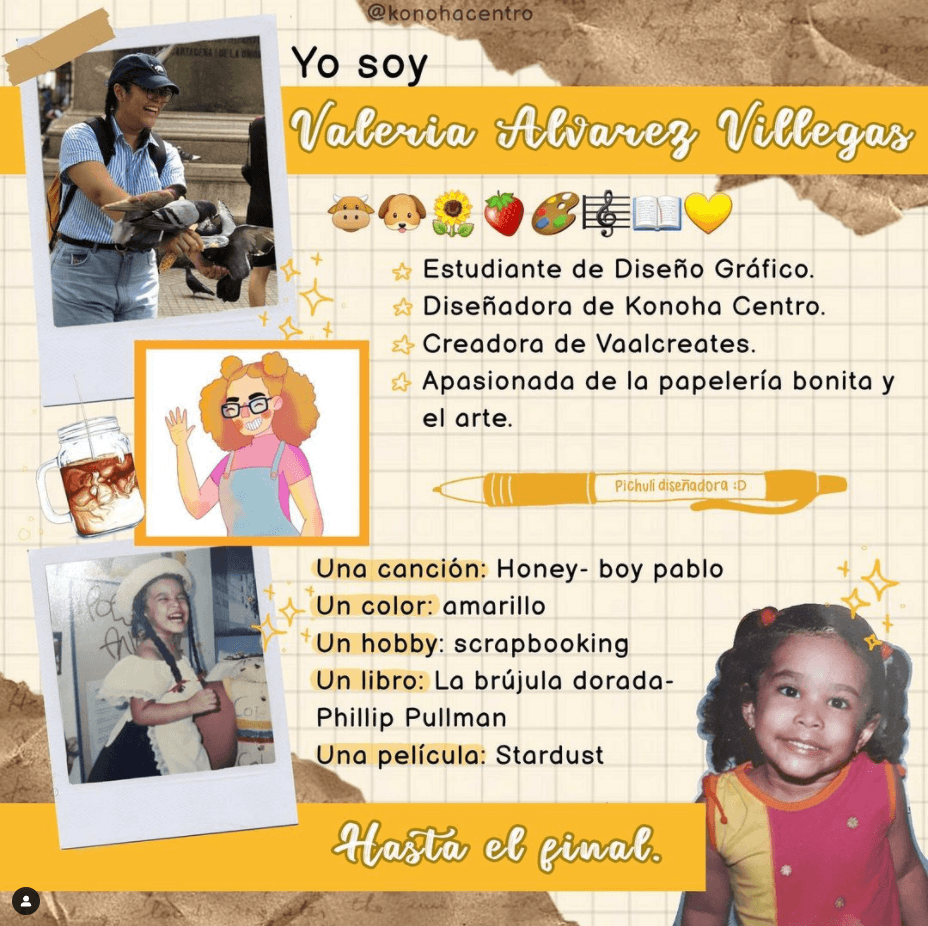 @konohacentro
Yo soy
Valeria Alvarez Villegas
Estudiante de Diseño Gráfico.
Diseñadora de Konoha Centro.
Creadora de Vaalcreates.
Apasionada de la papelería bonita y
el arte.
Pichuli diseñadora :D
Una canción: Honey- boy pablo
Un color: amarillo
Un hobby: scrapbooking
Un libro: La brújula dorada-
Phillip Pullman
Una película: Stardust
Hasta el final.